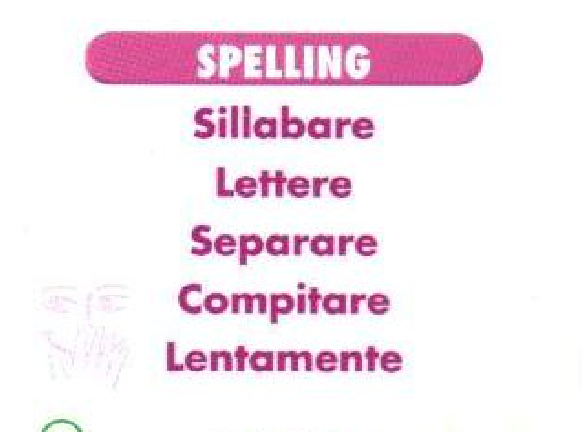 SPELLING
Sillabare
Lettere
Separare
Compitare
Lentamente